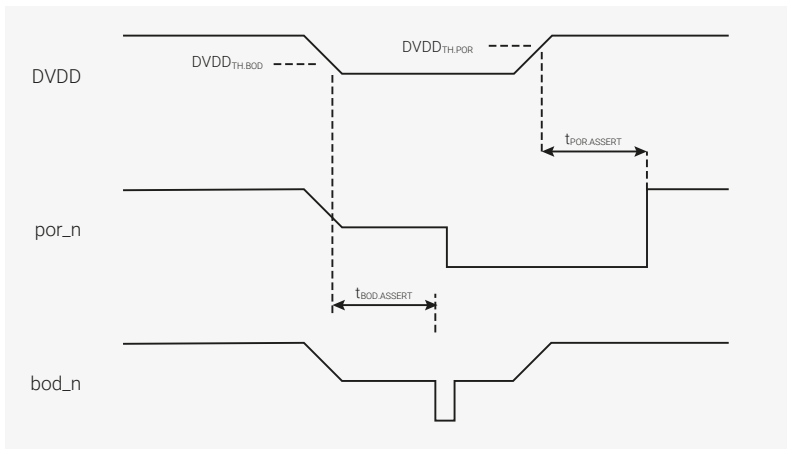 DVDD
DVDDTH.BOD
DVDDTH.POR
tPOR.ASSERT
por_n
tBOD.ASSERT
bod_n